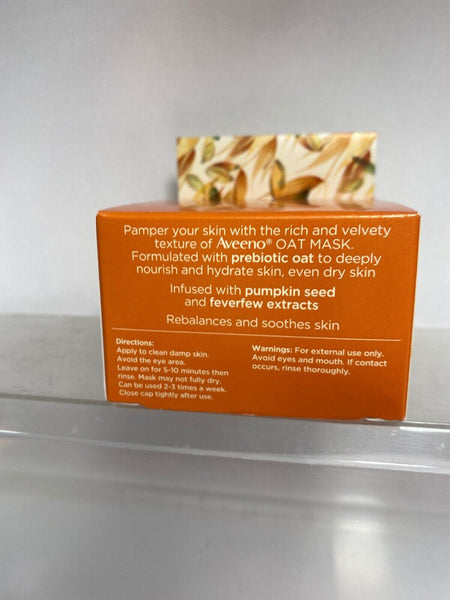 Pamper your skin with the rich and velvety
texture of Aveeno® OAT MASK.
Formulated with prebiotic oat to deeply
nourish and hydrate skin, even dry skin
Infused with pumpkin seed
and feverfew extracts
Rebalances and soothes skin
Directions:
Apply to clean damp skin.
Avoid the eye area.
Leave on for 5-10 minutes then
rinse. Mask may not fully dry.
Can be used 2-3 times a week.
Close cap tightly after use.
Warnings: For external use only.
Avoid eyes and mouth. If contact
occurs, rinse thoroughly.